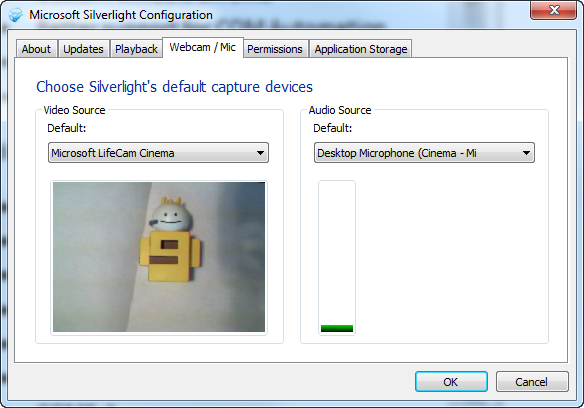 Microsoft Silverlight Configuration
About Updates Playback Webcam / Mic Permissions Application Storage
Choose Silverlight's default capture devices
Video Source
Default:
Microsoft LifeCam Cinema
Audio Source
Default:
Desktop Microphone (Cinema - Mi
OK Cancel